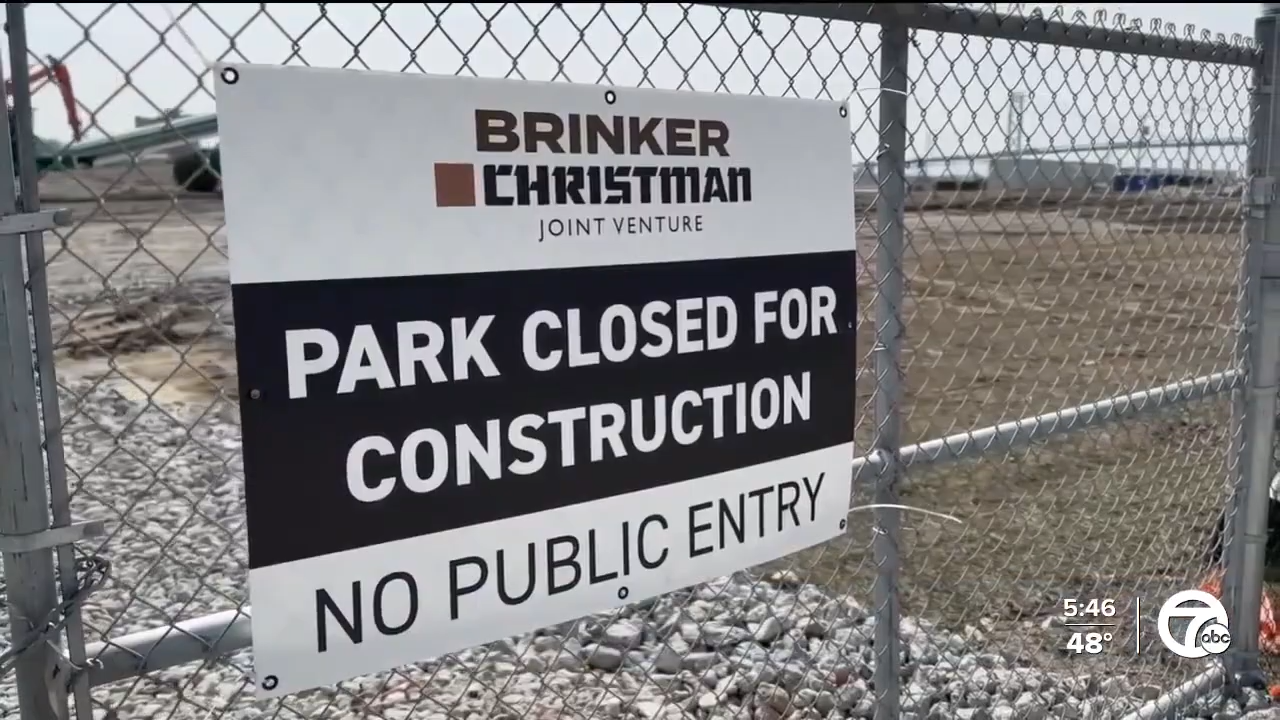 BRINKER
CHRISTMAN
JOINT VENTURE
PARK CLOSED FOR
CONSTRUCTION
NO PUBLIC ENTRY
5:46
48°
7 abc